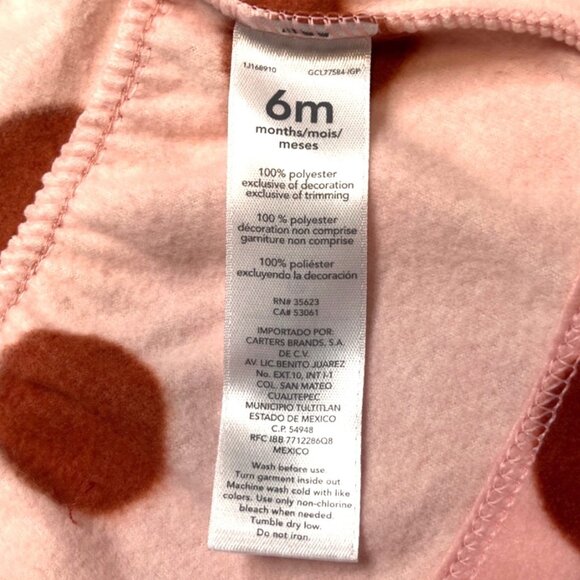 1J168910 GCL77584-IGP
6m
months/mois/
meses
100% polyester
exclusive of decoration
exclusive of trimming
100 % polyester
décoration non comprise
garniture non comprise
100% poliéster
excluyendo la decoración
RN# 35623
CA# 53061
IMPORTADO POR:
CARTERS BRANDS, S.A.
DE C.V.
AV. LIC.BENITO JUAREZ
No. EXT.10, INT I-1
COL. SAN MATEO
CUAUTEPEC
MUNICIPIO TULTITLAN
ESTADO DE MEXICO
C.P. 54948
RFC IBB 7712286Q8
MEXICO
Wash before use
Turn garment inside out
Machine wash cold with like
colors. Use only non-chlorine
bleach when needed
Tumble dry low.
Do not iron.